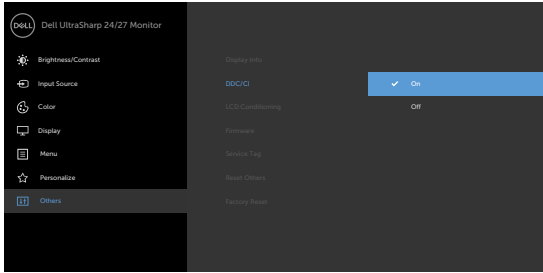 DELL Dell UltraSharp 24/27 Monitor
Brightness/Contrast
Display Info
Input Source
DDC/CI
On
Color
LCD Conditioning
Off
Display
Firmware
Menu
Service Tag
Personalize
Reset Others
Others
Factory Reset